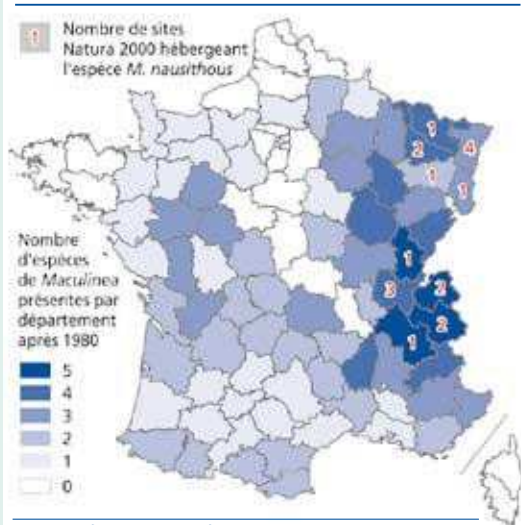 1 Nombre de sites
Natura 2000 hébergeant
l'espèce M. nausithous
1
2
4
1
1
1
3
2
2
1
Nombre
d'espèces
de Maculinea
présentes par
département
après 1980
5
4
3
2
1
0